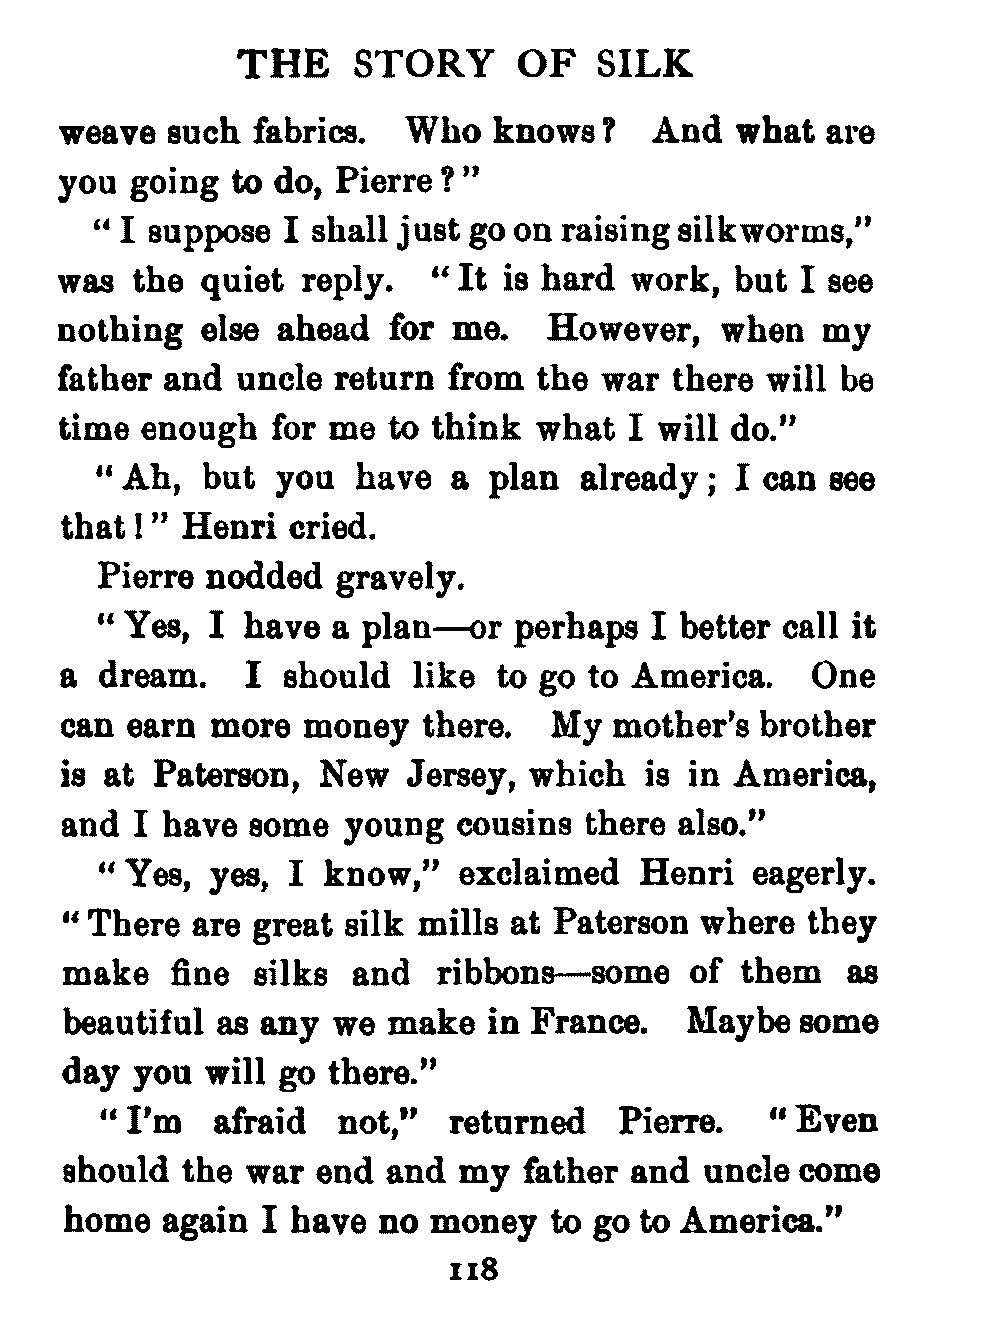 THE STORY OF SILK
weave such fabrics. Who knows? And what are
you going to do, Pierre?"
"I suppose I shall just go on raising silkworms,"
was the quiet reply. "It is hard work, but I see
nothing else ahead for me. However, when my
father and uncle return from the war there will be
time enough for me to think what I will do."
"Ah, but you have a plan already; I can see
that!" Henri cried.
Pierre nodded gravely.
"Yes, I have a plan—or perhaps I better call it
a dream. I should like to go to America. One
can earn more money there. My mother's brother
is at Paterson, New Jersey, which is in America,
and I have some young cousins there also."
"Yes, yes, I know," exclaimed Henri eagerly.
"There are great silk mills at Paterson where they
make fine silks and ribbons—some of them as
beautiful as any we make in France. Maybe some
day you will go there."
"I'm afraid not," returned Pierre. "Even
should the war end and my father and uncle come
home again I have no money to go to America."
118